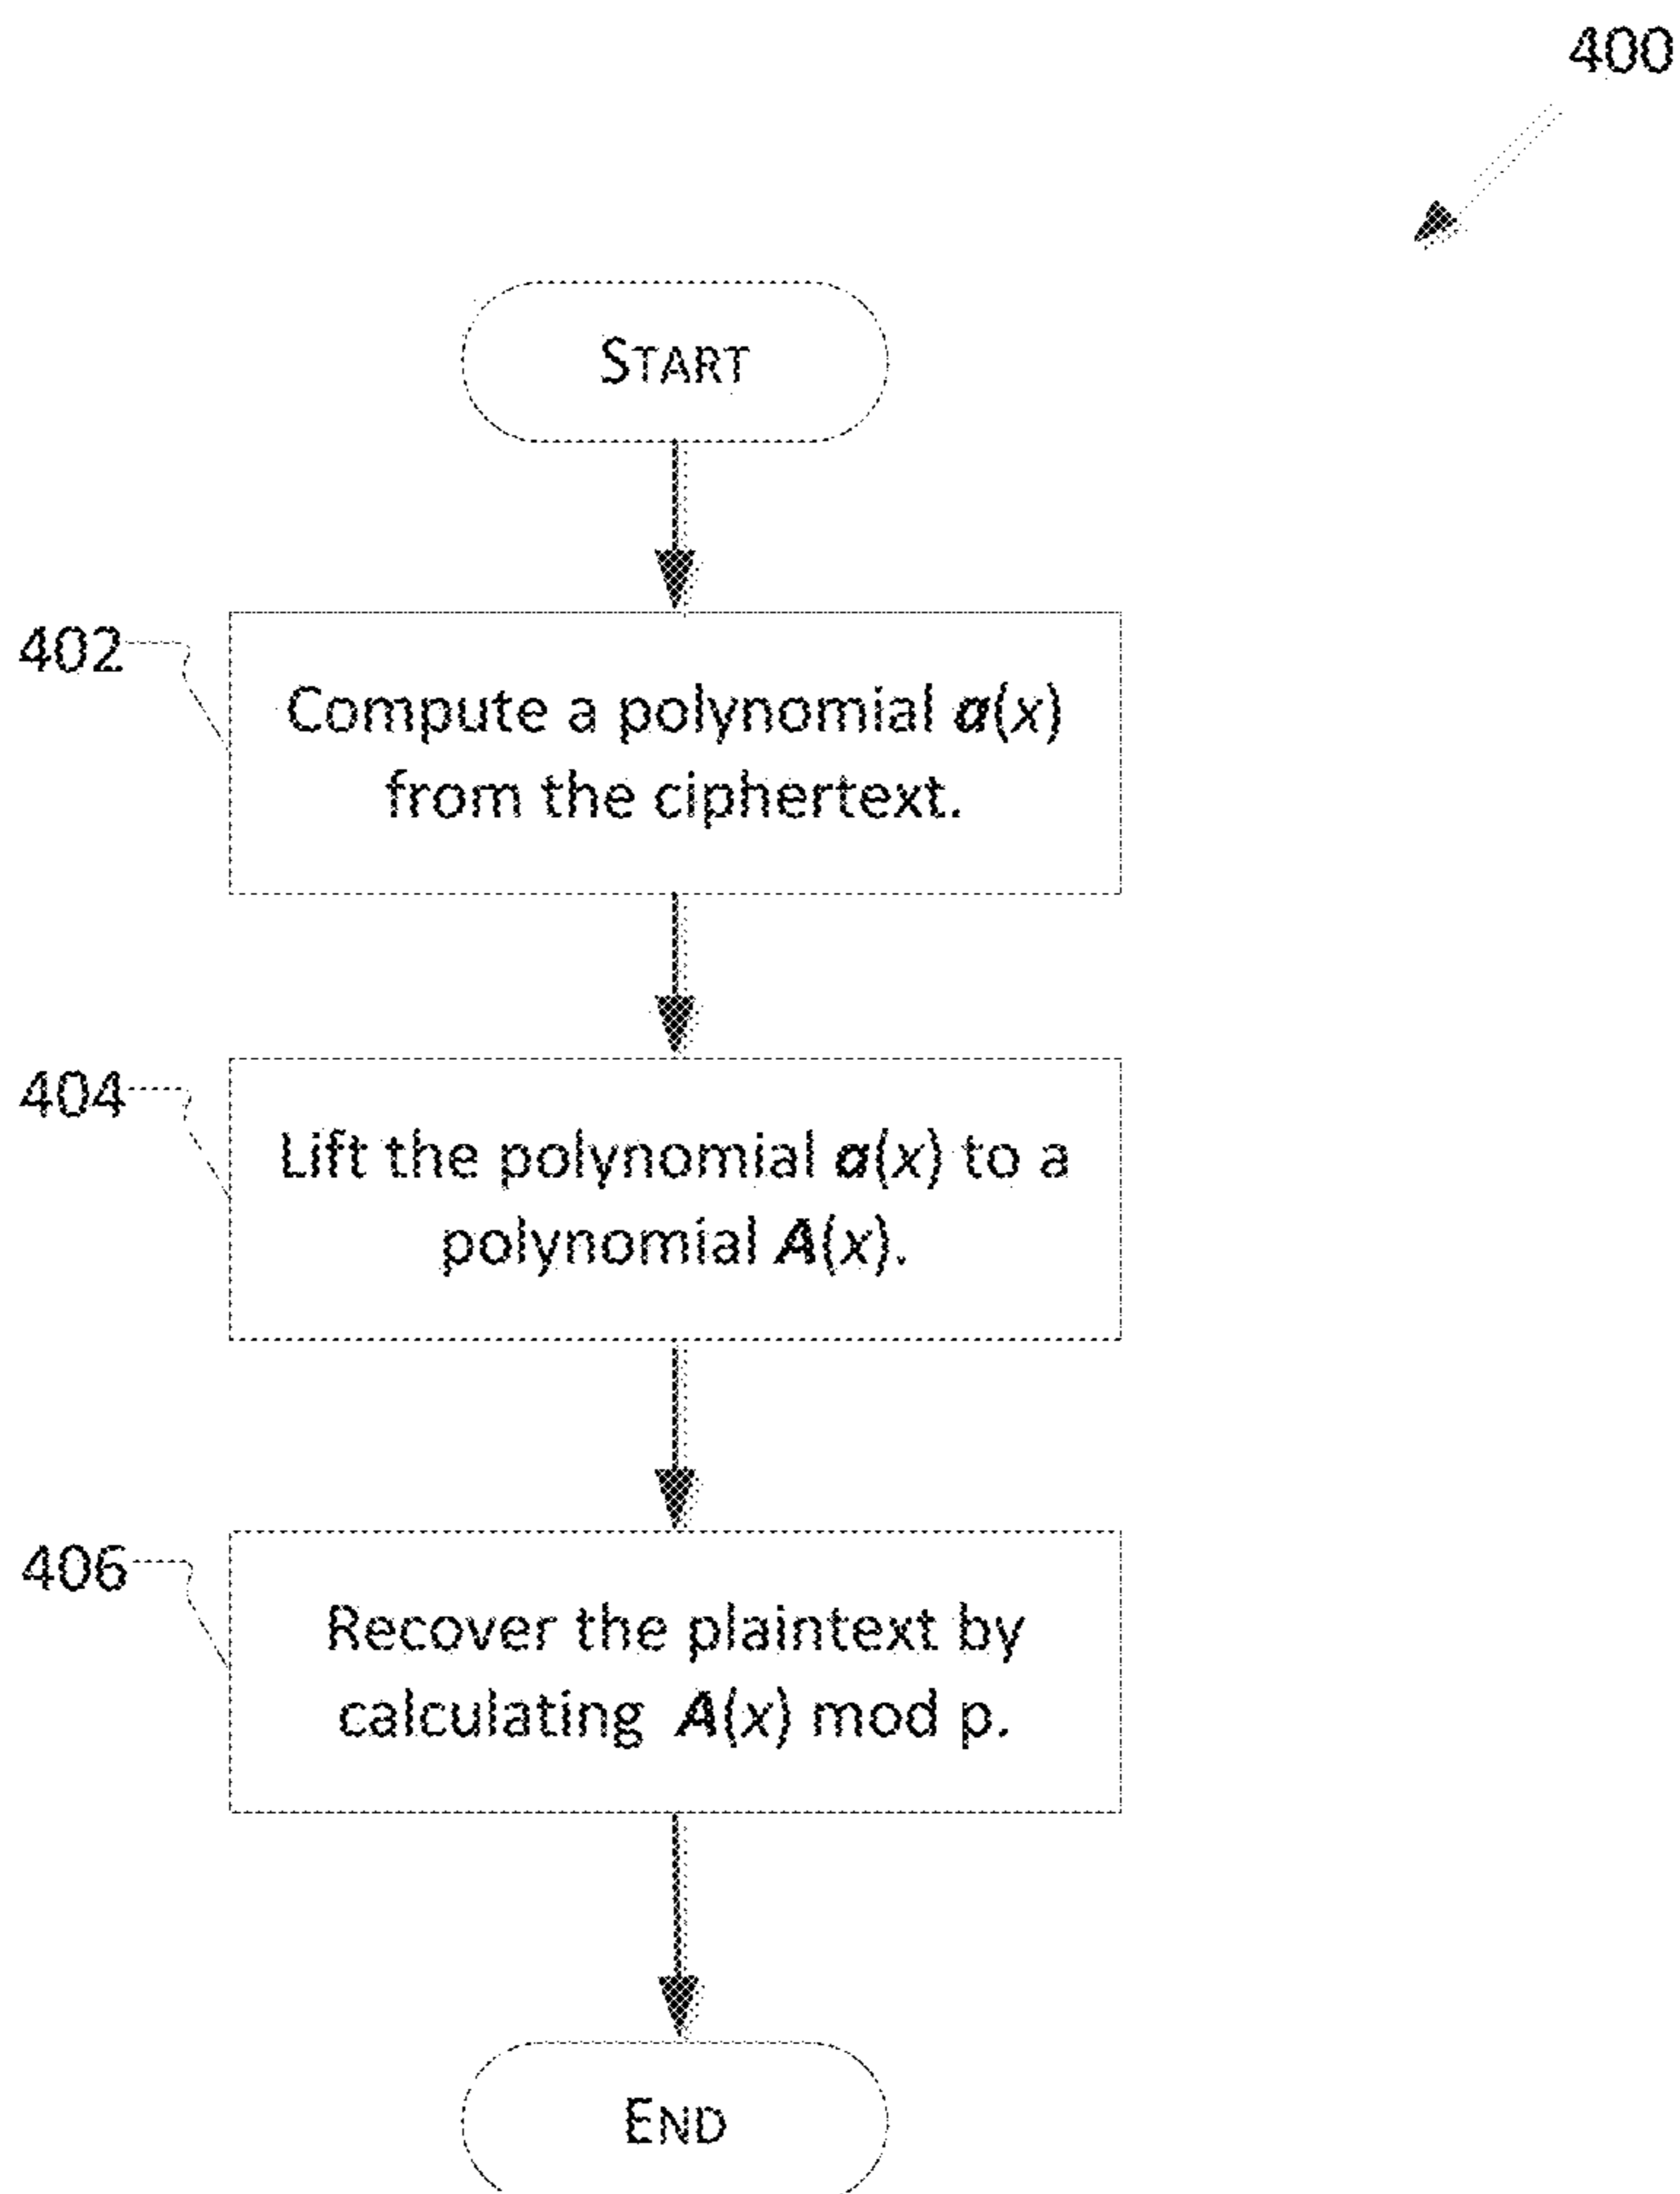 400
START
402
Compute a polynomial a(x)
from the ciphertext.
404
Lift the polynomial a(x) to a
polynomial A(x).
406
Recover the plaintext by
calculating A(x) mod p.
END